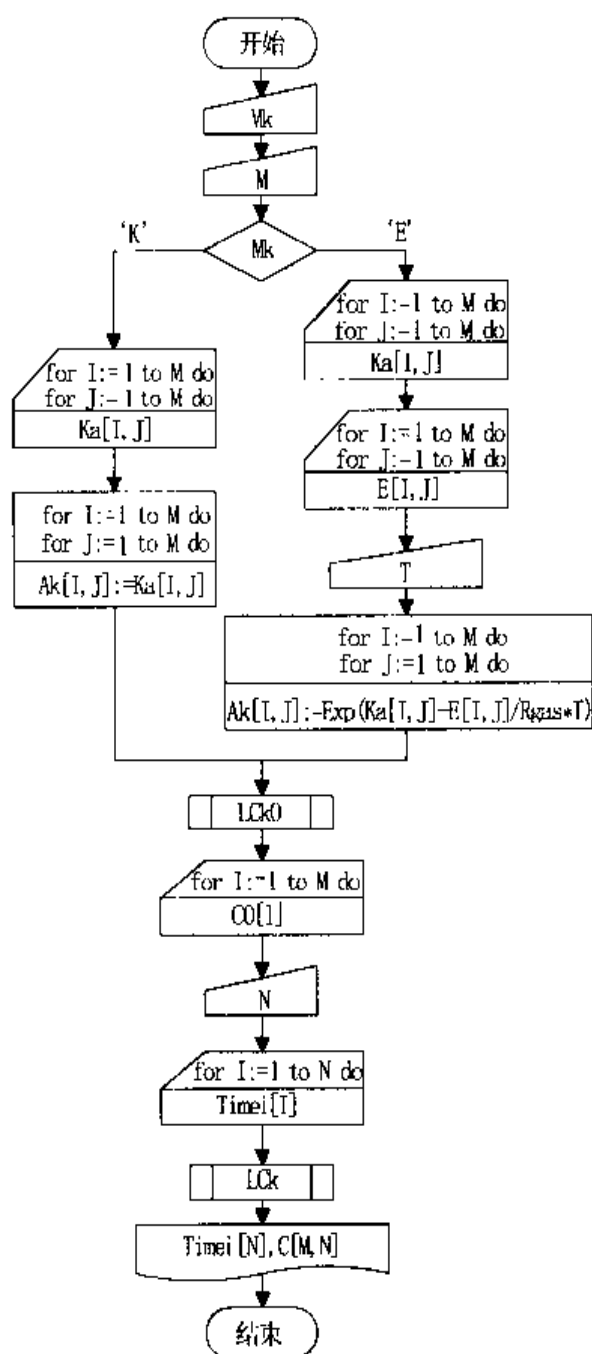 开始
Mk
M
Mk
'K'
'E'
for I:=1 to M do
for J:-1 to M do
Ka[I,J]
for I:-1 to M do
for J:=1 to M do
Ak[I,J]:=Ka[I,J]
for I:-1 to M do
for J:-1 to M do
Ka[I,J]
for I:=1 to M do
for J:-1 to M do
E[I,J]
T
for I:-1 to M do
for J:=1 to M do
Ak[I,J]:-Exp(Ka[I,J]-E[I,J]/Rgas*T)
LCk0
for I:=1 to M do
C0[I]
N
for I:=1 to N do
Timei[I]
LCk
Timei[N],C[M,N]
结束